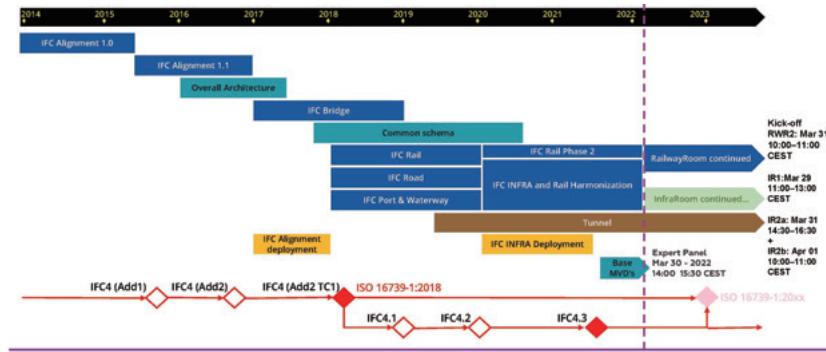 2014 2015 2016 2017 2018 2019 2020 2021 2022 2023
IFC Alignment 1.0
IFC Alignment 1.1
Overall Architecture
IFC Bridge
Common schema
IFC Rail
IFC Rail Phase 2
RailwayRoom continued
IFC Road
IFC INFRA and Rail Harmonization
IFC Port & Waterway
InfraRoom continued...
Tunnel
IFC Alignment
deployment
IFC INFRA Deployment
Base
MVD's
Expert Panel
Mar 30 - 2022
14:00 15:30 CEST
Kick-off
RWR2: Mar 31
10:00–11:00
CEST
IR1:Mar 29
11:00–13:00
CEST
IR2a: Mar 31
14:30–16:30
+
IR2b: Apr 01
10:00–11:00
CEST
IFC4 (Add1) IFC4 (Add2) IFC4 (Add2 TC1) ISO 16739-1:2018 ISO 16739-1:20xx
IFC4.1 IFC4.2 IFC4.3